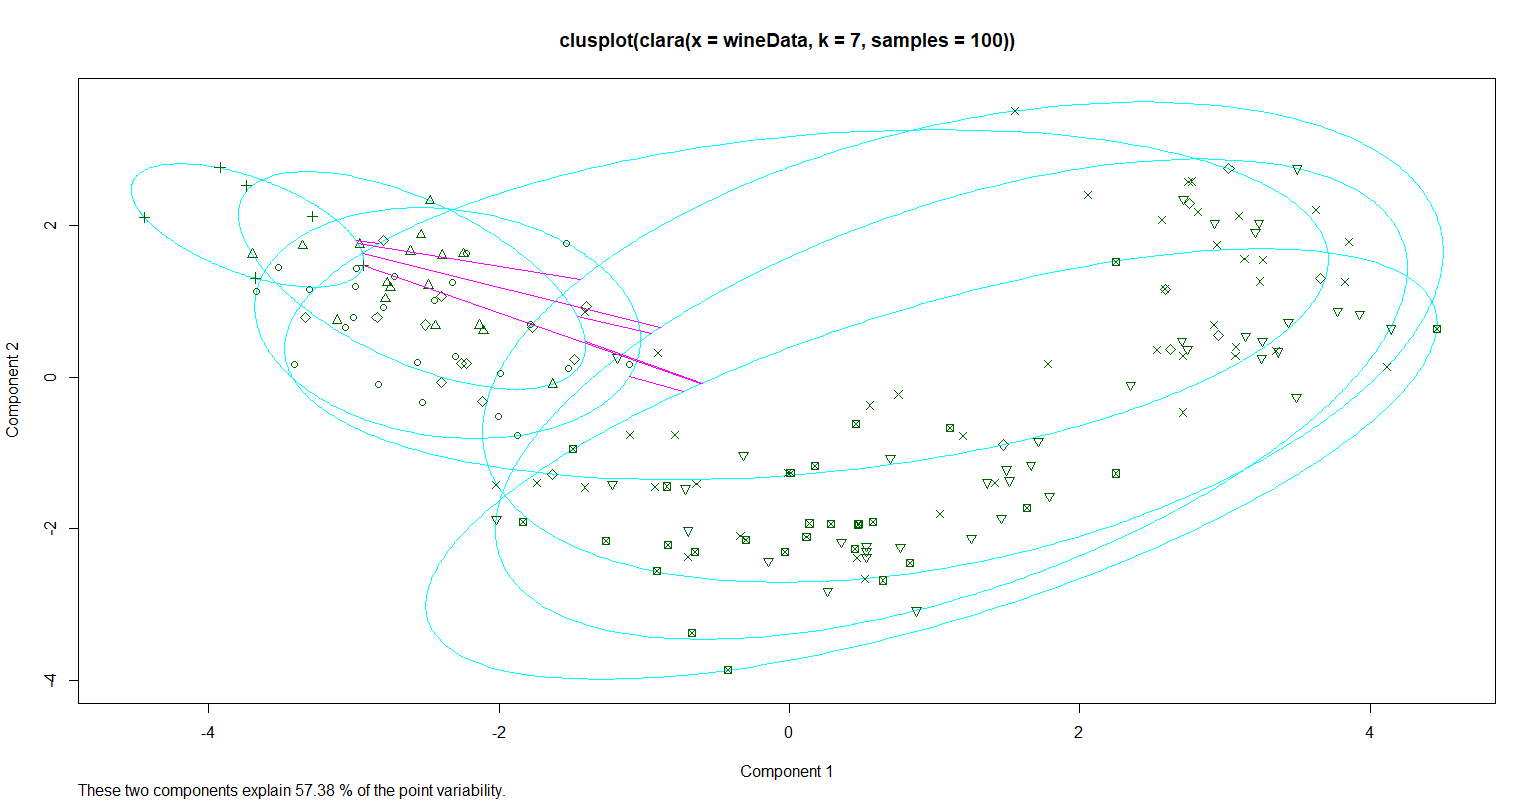 clusplot(clara(x = wineData, k = 7, samples = 100))
Component 2
2
0
-2
-4
-4
-2
0
2
4
Component 1
These two components explain 57.38 % of the point variability.